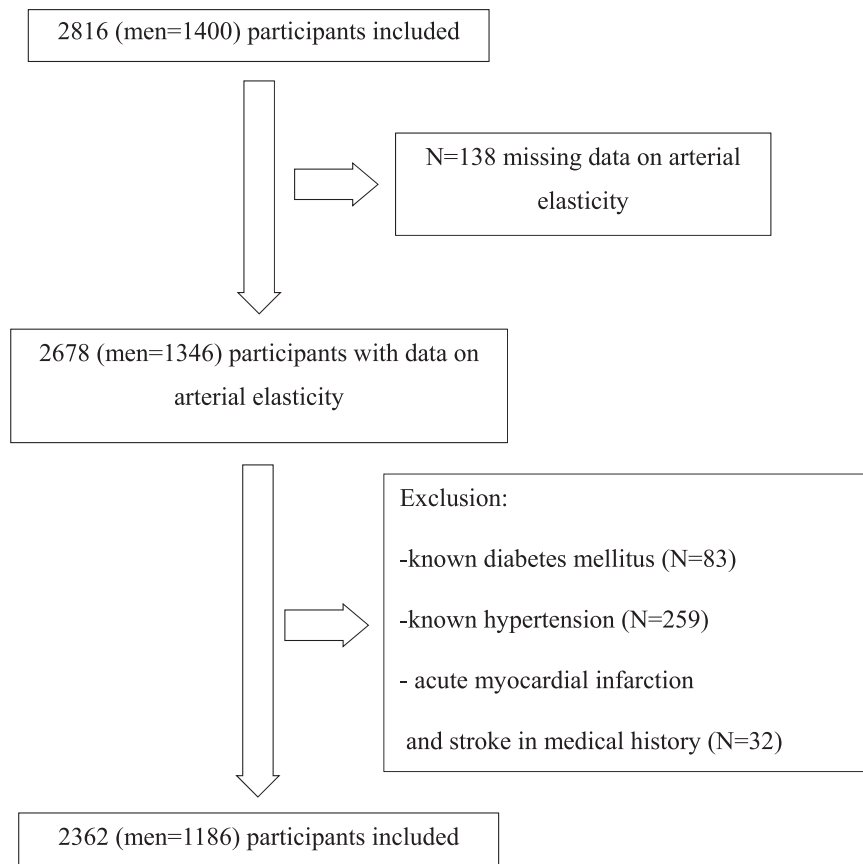 2816 (men=1400) participants included
N=138 missing data on arterial
elasticity
2678 (men=1346) participants with data on
arterial elasticity
Exclusion:
-known diabetes mellitus (N=83)
-known hypertension (N=259)
- acute myocardial infarction
and stroke in medical history (N=32)
2362 (men=1186) participants included